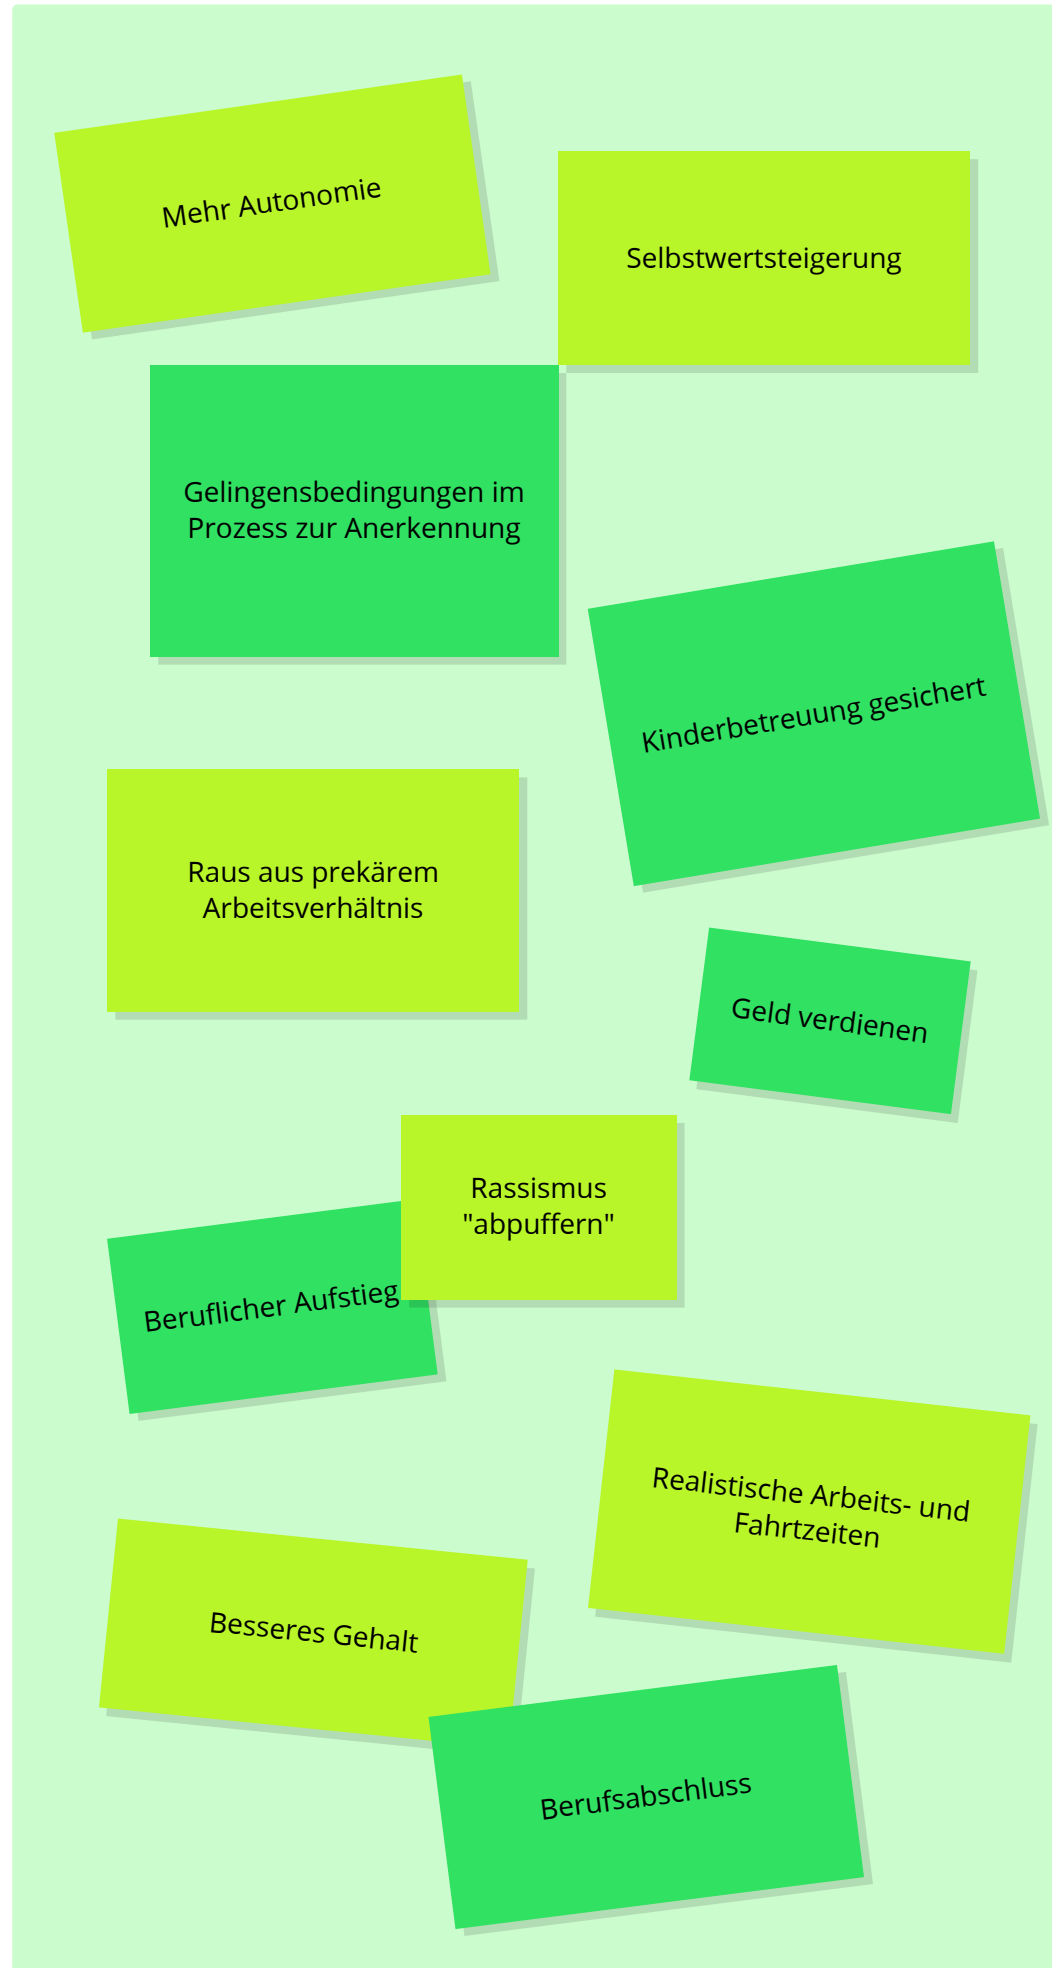 Mehr Autonomie
Selbstwertsteigerung
Gelingensbedingungen im
Prozess zur Anerkennung
Kinderbetreuung gesichert
Raus aus prekärem
Arbeitsverhältnis
Geld verdienen
Rassismus
"abpuffern"
Beruflicher Aufstieg
Realistische Arbeits- und
Fahrtzeiten
Besseres Gehalt
Berufsabschluss